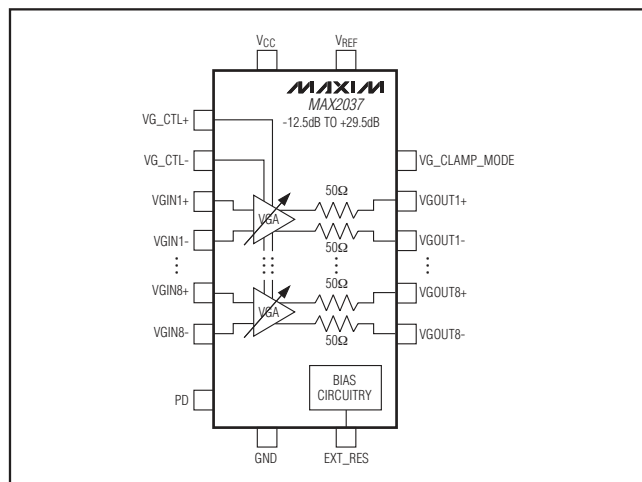 VCC
VREF
MAXIM
MAX2037
-12.5dB TO +29.5dB
VG_CTL+
VG_CTL-
VG_CLAMP_MODE
VGIN1+
50Ω
VGOUT1+
VGA
VGIN1-
50Ω
VGOUT1-
VGIN8+
50Ω
VGOUT8+
VGA
VGIN8-
50Ω
VGOUT8-
BIAS
CIRCUITRY
PD
GND
EXT_RES